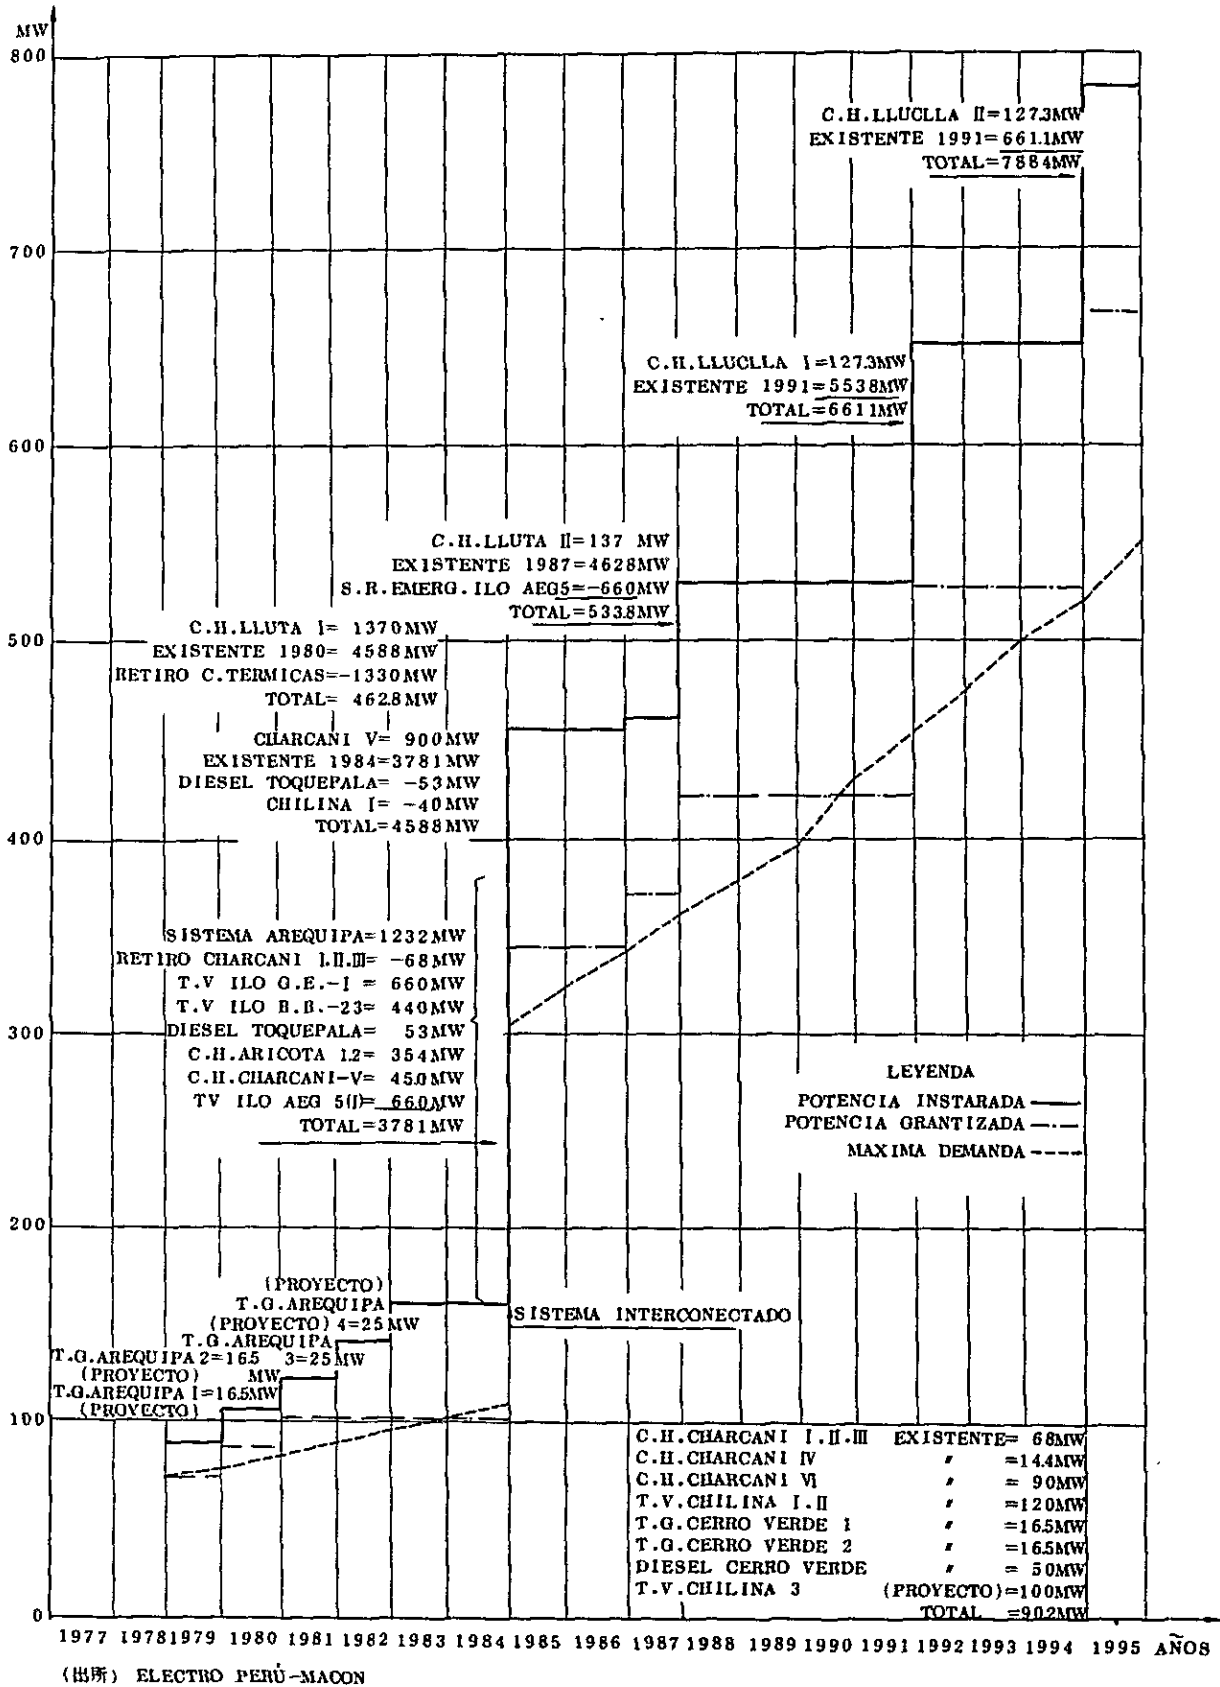 MW
800
C.H.LLUCLLA II=127.3MW
EXISTENTE 1991=661.1MW
TOTAL=7884MW
700
C.H.LLUCLLA I=127.3MW
EXISTENTE 1991=5538MW
TOTAL=6611MW
600
C.H.LLUTA II=137 MW
EXISTENTE 1987=4628MW
S.R.EMERG.ILO AEG5=-660MW
TOTAL=533.8MW
500
C.H.LLUTA I= 1370MW
EXISTENTE 1980= 4588MW
RETIRO C.TERMICAS=-1330MW
TOTAL= 462.8MW
CHARCANI V= 900MW
EXISTENTE 1984=3781MW
DIESEL TOQUEPALA= -53MW
CHILINA I= -40MW
TOTAL=4588MW
400
SISTEMA AREQUIPA=1232MW
RETIRO CHARCANI I.II.III= -68MW
T.V ILO G.E.-I = 660MW
T.V ILO B.B.-23= 440MW
DIESEL TOQUEPALA= 53MW
C.H.ARICOTA 1.2= 354MW
C.H.CHARCANI-V= 45.0MW
TV ILO AEG 5(I)= 66.0MW
TOTAL=3781MW
300
LEYENDA
POTENCIA INSTARADA
POTENCIA GRANTIZADA
MAXIMA DEMANDA
200
(PROYECTO)
T.G.AREQUIPA
(PROYECTO) 4=25MW
T.G.AREQUIPA
T.G.AREQUIPA 2=16.5 3=25MW
(PROYECTO) MW
T.G.AREQUIPA I=16.5MW
(PROYECTO)
SISTEMA INTERCONECTADO
100
C.H.CHARCANI I.II.III EXISTENTE= 68MW
C.H.CHARCANI IV 〃 =14.4MW
C.H.CHARCANI VI 〃 = 90MW
T.V.CHILINA I.II 〃 =120MW
T.G.CERRO VERDE 1 〃 =16.5MW
T.G.CERRO VERDE 2 〃 =16.5MW
DIESEL CERRO VERDE 〃 = 50MW
T.V.CHILINA 3 (PROYECTO)=100MW
TOTAL =90.2MW
0
1977 1978 1979 1980 1981 1982 1983 1984 1985 1986 1987 1988 1989 1990 1991 1992 1993 1994 1995 AÑOS
(出所) ELECTRO PERÚ-MACON